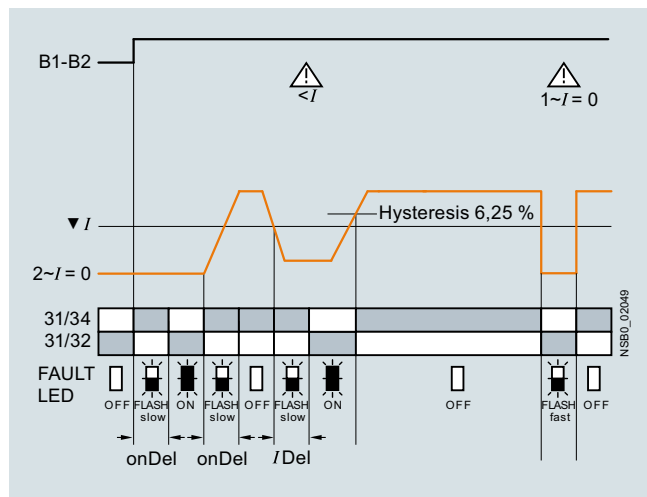 B1-B2
<I
1~I = 0
▼ I
Hysteresis 6,25 %
2~I = 0
31/34
31/32
NSB0_02049
FAULT
LED
OFF FLASH slow ON FLASH slow OFF FLASH slow ON OFF FLASH fast OFF
onDel onDel I Del